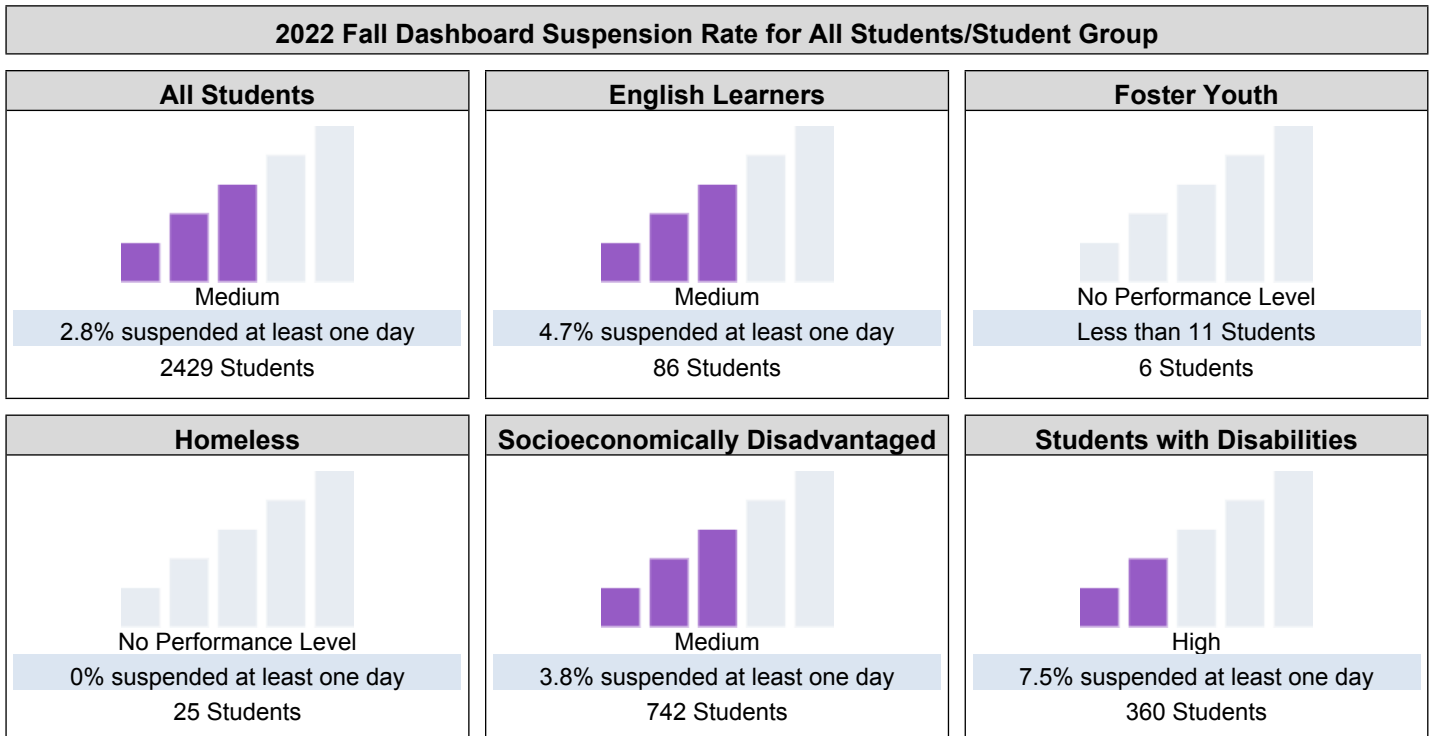 2022 Fall Dashboard Suspension Rate for All Students/Student Group
All Students
Medium
2.8% suspended at least one day
2429 Students
English Learners
Medium
4.7% suspended at least one day
86 Students
Foster Youth
No Performance Level
Less than 11 Students
6 Students
Homeless
No Performance Level
0% suspended at least one day
25 Students
Socioeconomically Disadvantaged
Medium
3.8% suspended at least one day
742 Students
Students with Disabilities
High
7.5% suspended at least one day
360 Students